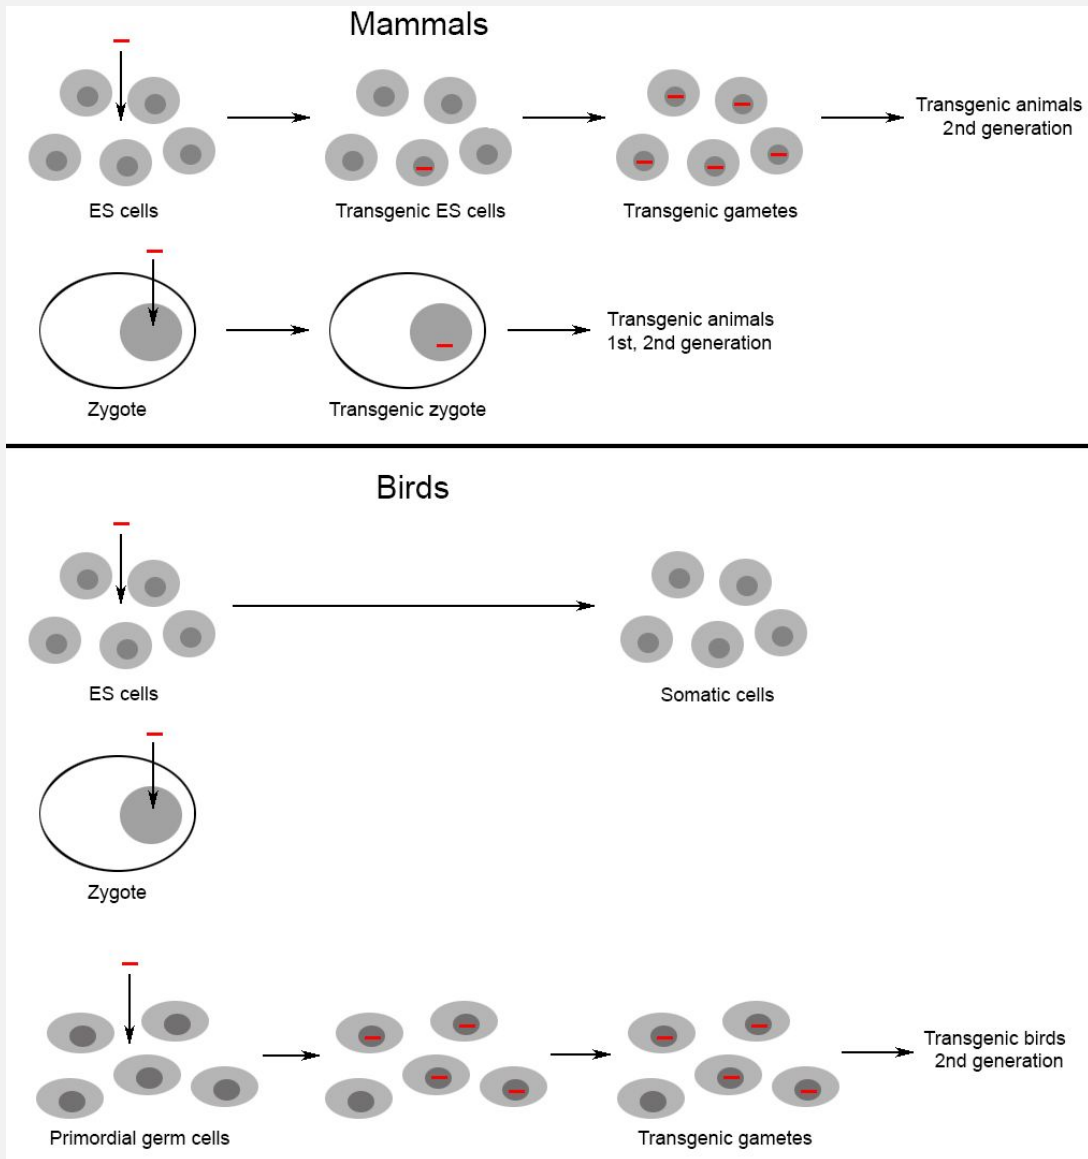 Mammals
ES cells
Transgenic ES cells
Transgenic gametes
Transgenic animals
2nd generation
Zygote
Transgenic zygote
Transgenic animals
1st, 2nd generation
Birds
ES cells
Somatic cells
Zygote
Primordial germ cells
Transgenic gametes
Transgenic birds
2nd generation